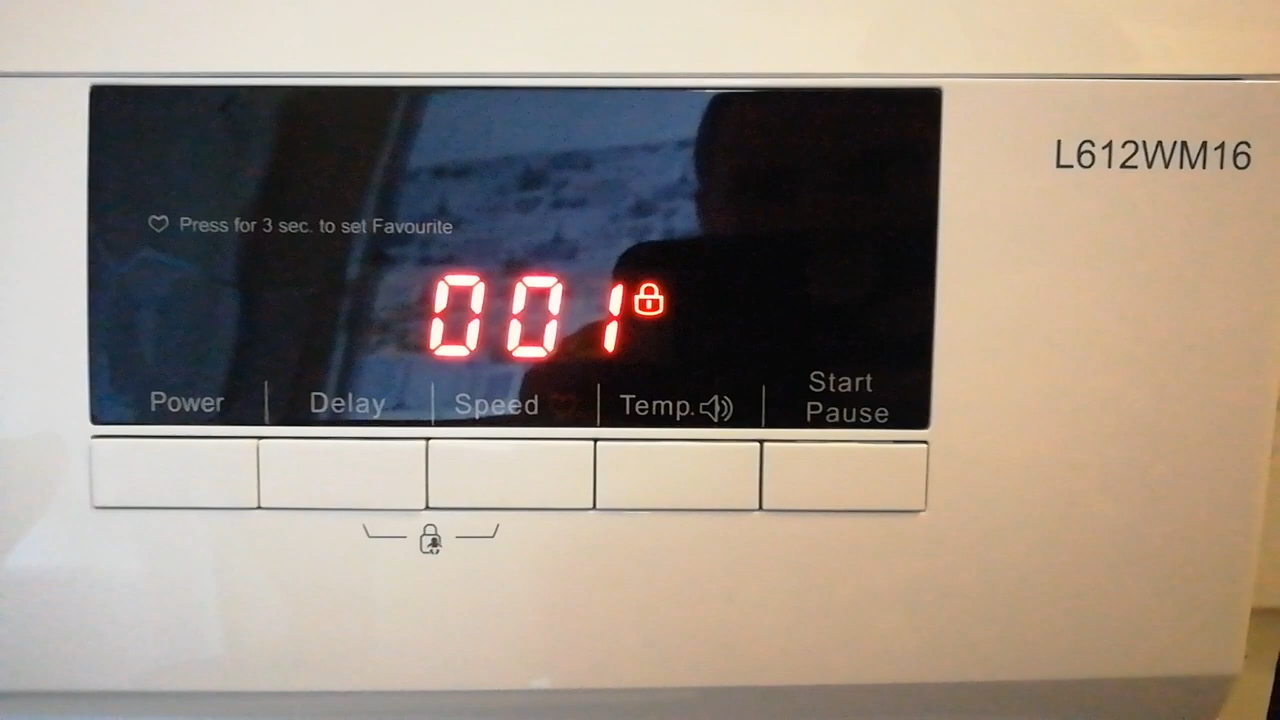 L612WM16
Press for 3 sec. to set Favourite
001
Power Delay Speed Temp. Start Pause